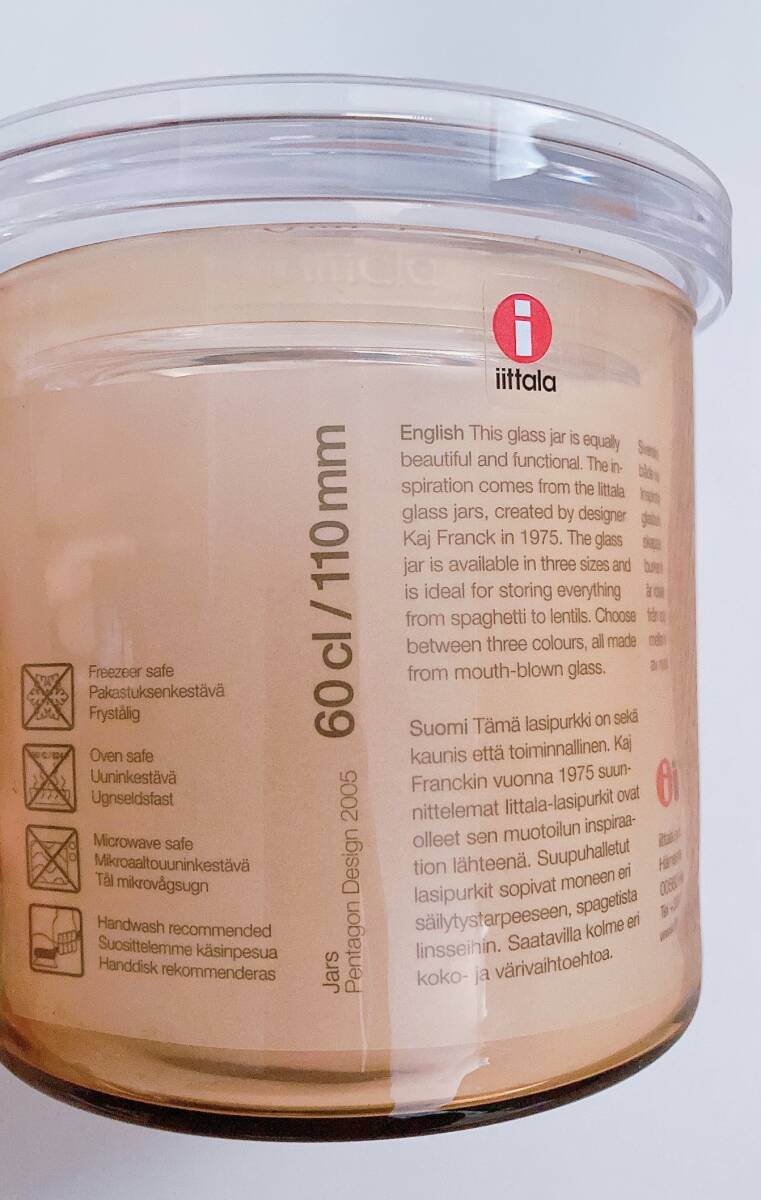 iittala
English This glass jar is equally
beautiful and functional. The in-
spiration comes from the Iittala
glass jars, created by designer
Kaj Franck in 1975. The glass
jar is available in three sizes and
is ideal for storing everything
from spaghetti to lentils. Choose
between three colours, all made
from mouth-blown glass.
Suomi Tämä lasipurkki on sekä
kaunis että toiminnallinen. Kaj
Franckin vuonna 1975 suun-
nittelemat Iittala-lasipurkit ovat
olleet sen muotoilun inspiraa-
tion lähteenä. Suupuhalletut
lasipurkit sopivat moneen eri
säilytystarpeeseen, spagetista
linsseihin. Saatavilla kolme eri
koko- ja värivaihtoehtoa.
60 cl / 110 mm
Jars
Pentagon Design 2005
Freezeer safe
Pakastuksenkestävä
Frystålig
Oven safe
Uuninkestävä
Ugnseldsfast
Microwave safe
Mikroaaltouuninkestävä
Tål mikrovågsugn
Handwash recommended
Suosittelemme käsinpesua
Handdisk rekommenderas